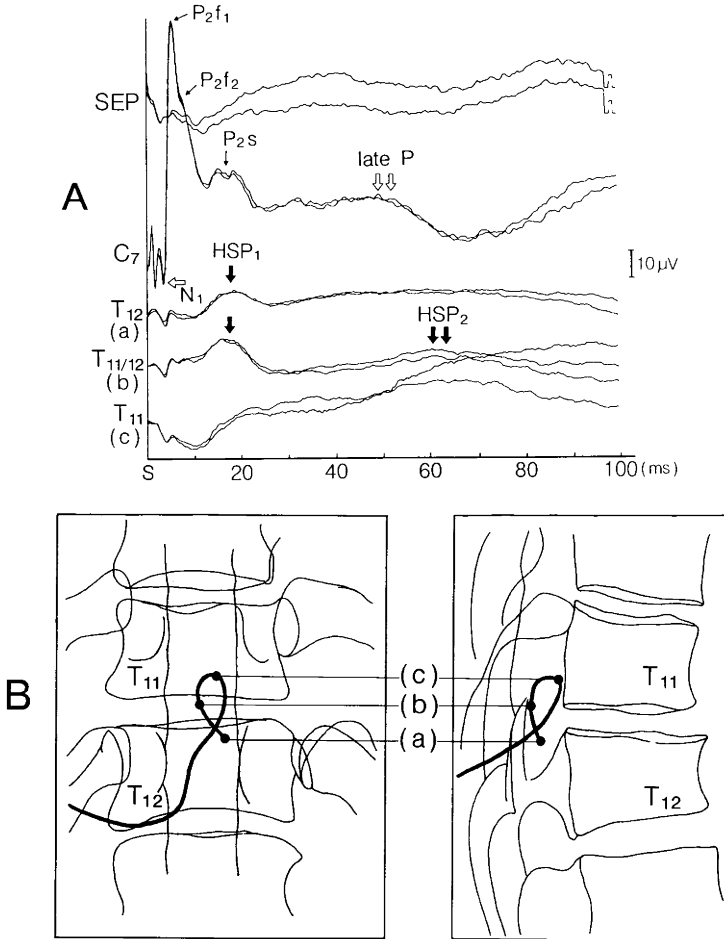 P₂f₁
P₂f₂
SEP
P₂s
late P
A
C₇
N₁
HSP₁
10 μV
T₁₂
(a)
HSP₂
T₁₁/₁₂
(b)
T₁₁
(c)
S 20 40 60 80 100 (ms)
B
T₁₁ (c) T₁₁
(b)
(a)
T₁₂ T₁₂